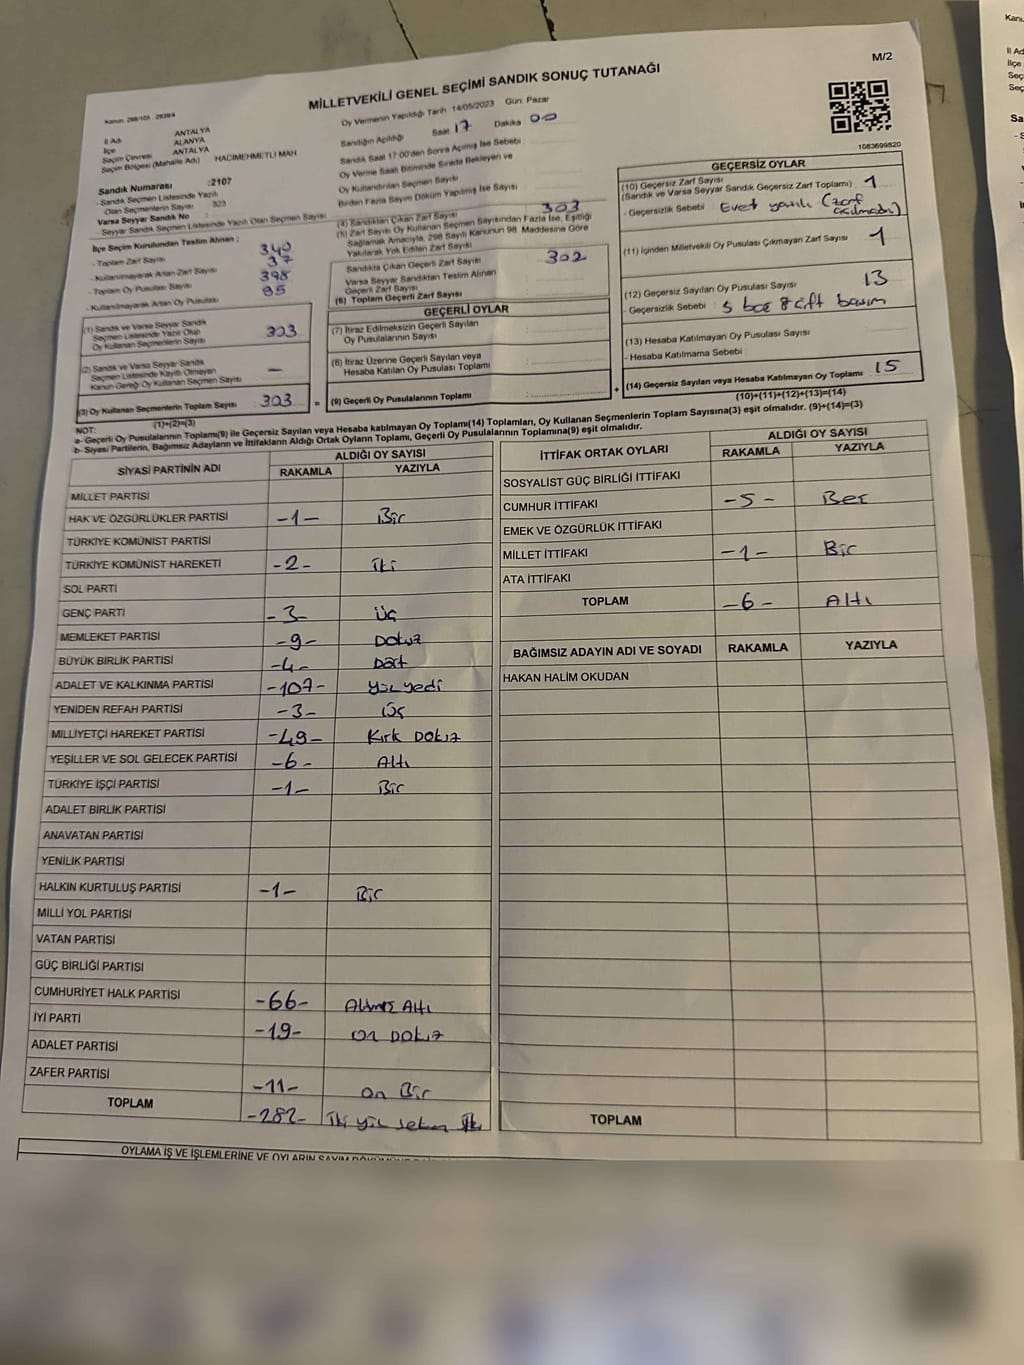 M/2
MİLLETVEKİLİ GENEL SEÇİMİ SANDIK SONUÇ TUTANAĞI
Oy Vermenin Yapıldığı Tarih 14/05/2023 Gün: Pazar
İl Adı ANTALYA
İlçe ALANYA
Seçim Çevresi ANTALYA
Seçim Bölgesi (Mahalle Adı) HACIMEHMETLİ MAH
Sandık Numarası :2107
- Sandık Seçmen Listesinde Yazılı
Olan Seçmenlerin Sayısı 323
Varsa Seyyar Sandık No
- Seyyar Sandık Seçmen Listesinde Yazılı Olan Seçmen Sayısı
Sandığın Açıldığı Saat 17 Dakika 00
Sandık Saat 17:00'den Sonra Açılmış İse Sebebi
Oy Verme Saati Bitiminde Sırada Bekleyen ve
Oy Kullandırılan Seçmen Sayısı
Birden Fazla Sayım Döküm Yapılmış İse Sayısı
İlçe Seçim Kurulundan Teslim Alınan :
- Toplam Zarf Sayısı 340
- Kullanılmayarak Artan Zarf Sayısı 37
- Toplam Oy Pusulası Sayısı 398
- Kullanılmayarak Artan Oy Pusulası 95
(1) Sandık ve Varsa Seyyar Sandık
Seçmen Listesinde Yazılı Olup
Oy Kullanan Seçmenlerin Sayısı 303
(2) Sandık ve Varsa Seyyar Sandık
Seçmen Listesinde Kayıtlı Olmayan
Kanun Gereği Oy Kullanan Seçmen Sayısı —
(3) Oy Kullanan Seçmenlerin Toplam Sayısı 303
(1)+(2)=(3)
(4) Sandıktan Çıkan Zarf Sayısı 303
(5) Zarf Sayısı Oy Kullanan Seçmen Sayısından Fazla İse, Eşitliği
Sağlamak Amacıyla, 298 Sayılı Kanunun 98. Maddesine Göre
Yakılarak Yok Edilen Zarf Sayısı
Sandıkta Çıkan Geçerli Zarf Sayısı 302
Varsa Seyyar Sandıktan Teslim Alınan
Geçerli Zarf Sayısı
(6) Toplam Geçerli Zarf Sayısı
GEÇERLİ OYLAR
(7) İtiraz Edilmeksizin Geçerli Sayılan
Oy Pusulalarının Sayısı
(8) İtiraz Üzerine Geçerli Sayılan veya
Hesaba Katılan Oy Pusulası Toplamı
= (9) Geçerli Oy Pusulalarının Toplamı +
1083699820
GEÇERSİZ OYLAR
(10) Geçersiz Zarf Sayısı
(Sandık ve Varsa Seyyar Sandık Geçersiz Zarf Toplamı) 1
- Geçersizlik Sebebi Evet yazılı (zarf açılmadı)
(11) İçinden Milletvekili Oy Pusulası Çıkmayan Zarf Sayısı 1
(12) Geçersiz Sayılan Oy Pusulası Sayısı 13
- Geçersizlik Sebebi 5 boş 8 çift basım
(13) Hesaba Katılmayan Oy Pusulası Sayısı
- Hesaba Katılmama Sebebi
(14) Geçersiz Sayılan veya Hesaba Katılmayan Oy Toplamı 15
(10)+(11)+(12)+(13)=(14)
NOT:
a- Geçerli Oy Pusulaları Toplamı(9) ile Geçersiz Sayılan veya Hesaba katılmayan Oy Toplamı(14) Toplamları, Oy Kullanan Seçmenlerin Toplam Sayısına(3) eşit olmalıdır. (9)+(14)=(3)
b- Siyasi Partilerin, Bağımsız Adayların ve İttifakların Aldığı Ortak Oyların Toplamı, Geçerli Oy Pusulalarının Toplamına(9) eşit olmalıdır.
SİYASİ PARTİNİN ADI ALDIĞI OY SAYISI
RAKAMLA YAZIYLA
MİLLET PARTİSİ
HAK VE ÖZGÜRLÜKLER PARTİSİ -1- Bir
TÜRKİYE KOMÜNİST PARTİSİ
TÜRKİYE KOMÜNİST HAREKETİ -2- İki
SOL PARTİ
GENÇ PARTİ -3- Üç
MEMLEKET PARTİSİ -9- Dokuz
BÜYÜK BİRLİK PARTİSİ -4- Dört
ADALET VE KALKINMA PARTİSİ -107- yüz yedi
YENİDEN REFAH PARTİSİ -3- Üç
MİLLİYETÇİ HAREKET PARTİSİ -49- Kırk Dokuz
YEŞİLLER VE SOL GELECEK PARTİSİ -6- Altı
TÜRKİYE İŞÇİ PARTİSİ -1- Bir
ADALET BİRLİK PARTİSİ
ANAVATAN PARTİSİ
YENİLİK PARTİSİ
HALKIN KURTULUŞ PARTİSİ -1- Bir
MİLLİ YOL PARTİSİ
VATAN PARTİSİ
GÜÇ BİRLİĞİ PARTİSİ
CUMHURİYET HALK PARTİSİ -66- Altmış Altı
İYİ PARTİ -19- on Dokuz
ADALET PARTİSİ
ZAFER PARTİSİ -11- on Bir
TOPLAM -282- iki yüz seksen iki
İTTİFAK ORTAK OYLARI ALDIĞI OY SAYISI
RAKAMLA YAZIYLA
SOSYALİST GÜÇ BİRLİĞİ İTTİFAKI
CUMHUR İTTİFAKI -5- Beş
EMEK VE ÖZGÜRLÜK İTTİFAKI
MİLLET İTTİFAKI -1- Bir
ATA İTTİFAKI
TOPLAM -6- Altı
BAĞIMSIZ ADAYIN ADI VE SOYADI RAKAMLA YAZIYLA
HAKAN HALİM OKUDAN
TOPLAM
OYLAMA İŞ VE İŞLEMLERİNE VE OYLARIN SAYIM